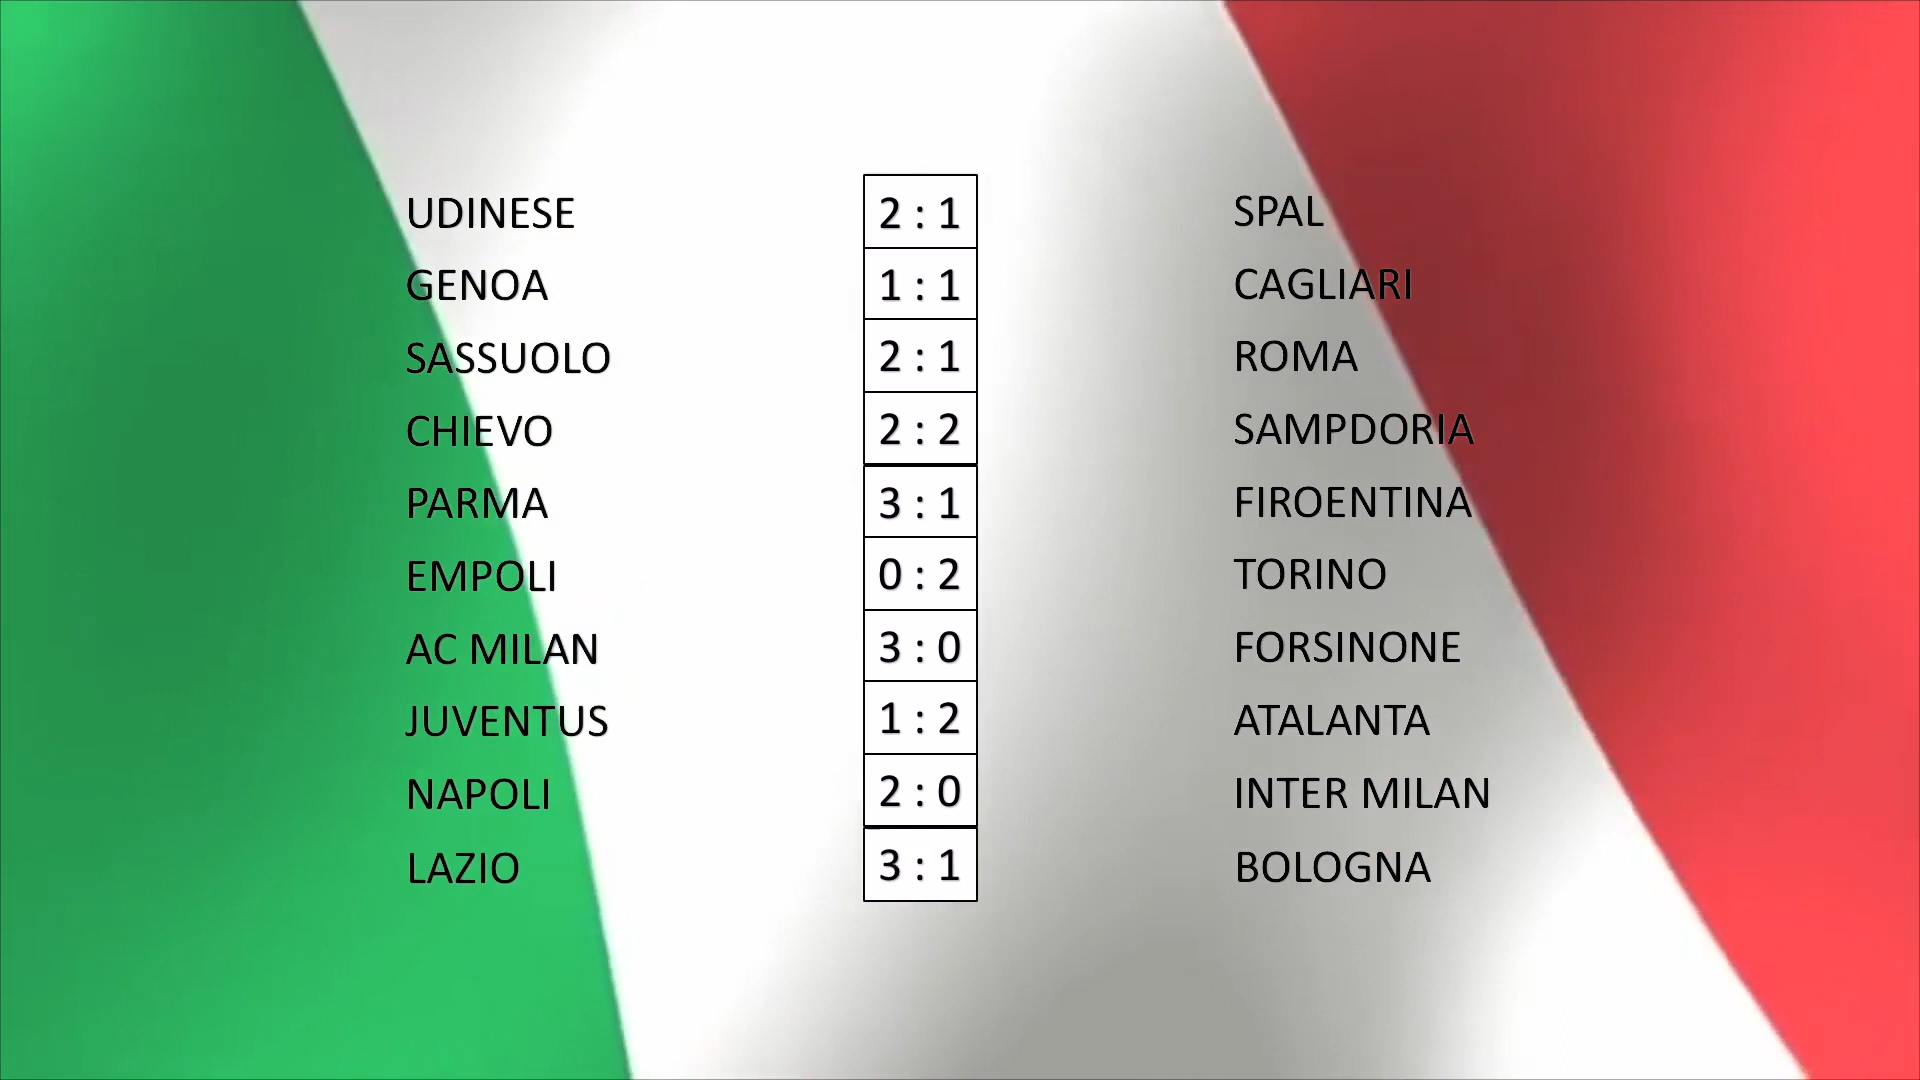 UDINESE 2 : 1 SPAL
GENOA 1 : 1 CAGLIARI
SASSUOLO 2 : 1 ROMA
CHIEVO 2 : 2 SAMPDORIA
PARMA 3 : 1 FIROENTINA
EMPOLI 0 : 2 TORINO
AC MILAN 3 : 0 FORSINONE
JUVENTUS 1 : 2 ATALANTA
NAPOLI 2 : 0 INTER MILAN
LAZIO 3 : 1 BOLOGNA